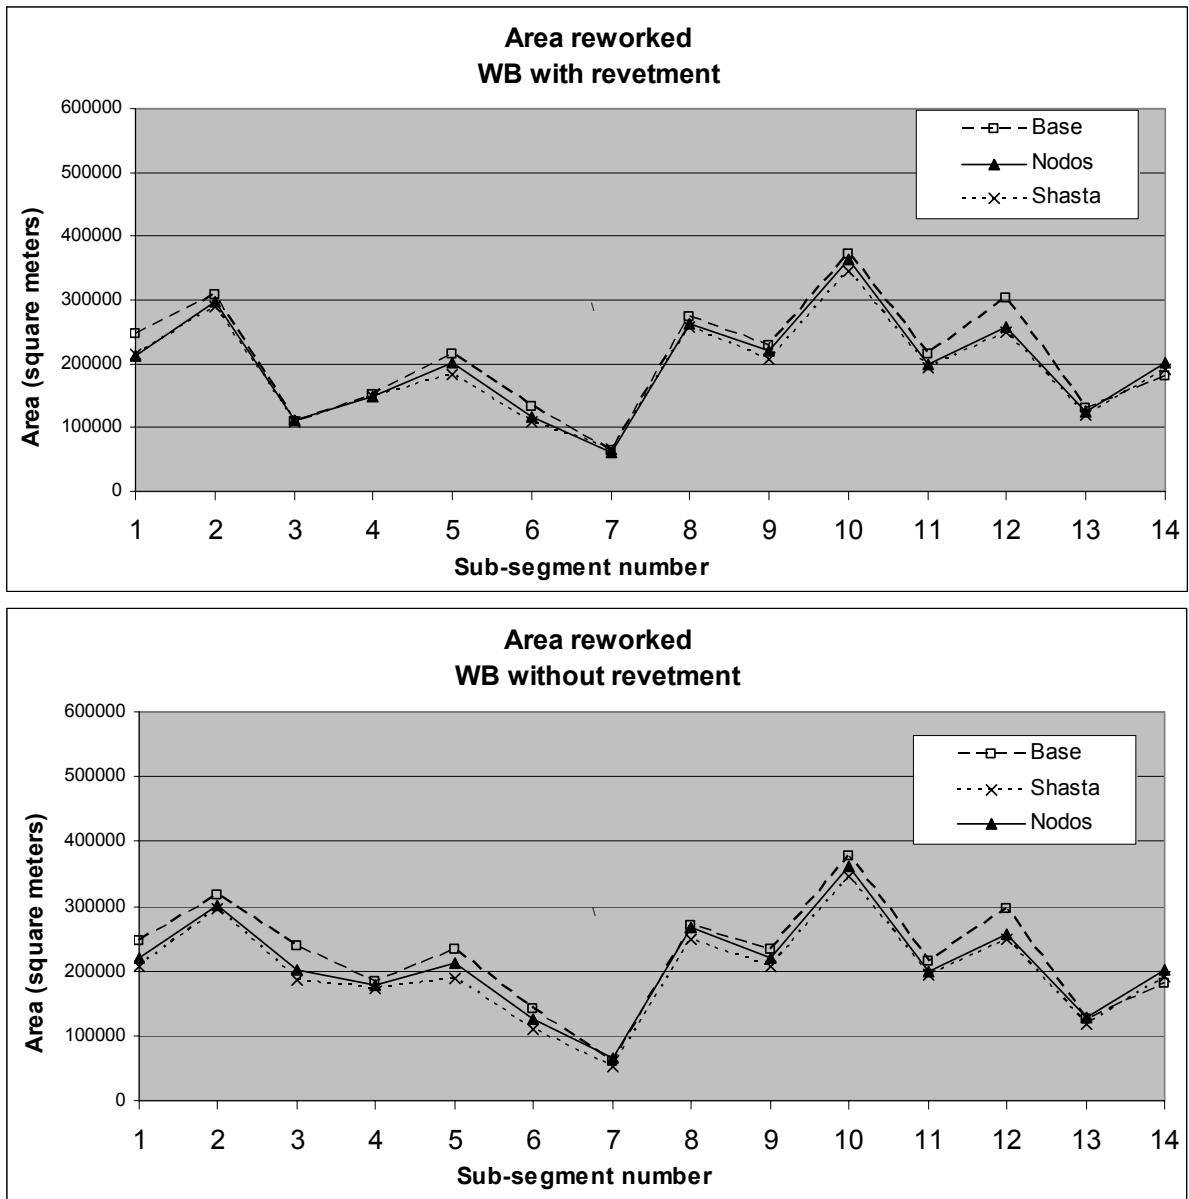 Area reworked
WB with revetment
600000
500000
400000
300000
200000
100000
0
Area (square meters)
Base
Nodos
Shasta
1 2 3 4 5 6 7 8 9 10 11 12 13 14
Sub-segment number
Area reworked
WB without revetment
600000
500000
400000
300000
200000
100000
0
Area (square meters)
Base
Shasta
Nodos
1 2 3 4 5 6 7 8 9 10 11 12 13 14
Sub-segment number